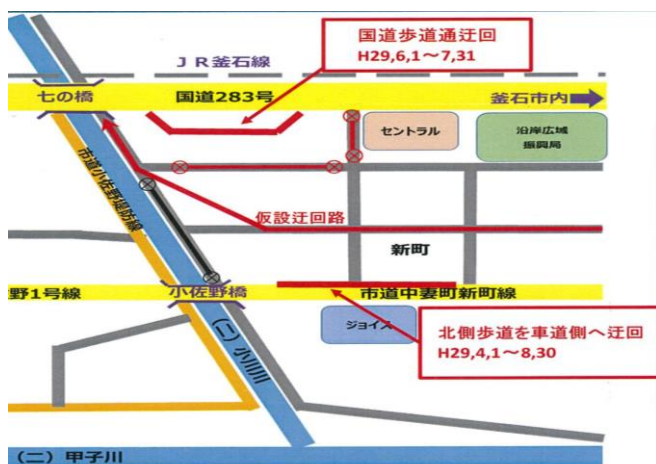 国道歩道通迂回
H29,6,1～7,31
ＪＲ釜石線
七の橋
国道283号
釜石市内
セントラル
沿岸広域
振興局
市道小佐野堤防線
仮設迂回路
新町
野1号線
小佐野橋
市道中妻町新町線
ジョイス
北側歩道を車道側へ迂回
H29,4,1～8,30
（二）小川川
（二）甲子川